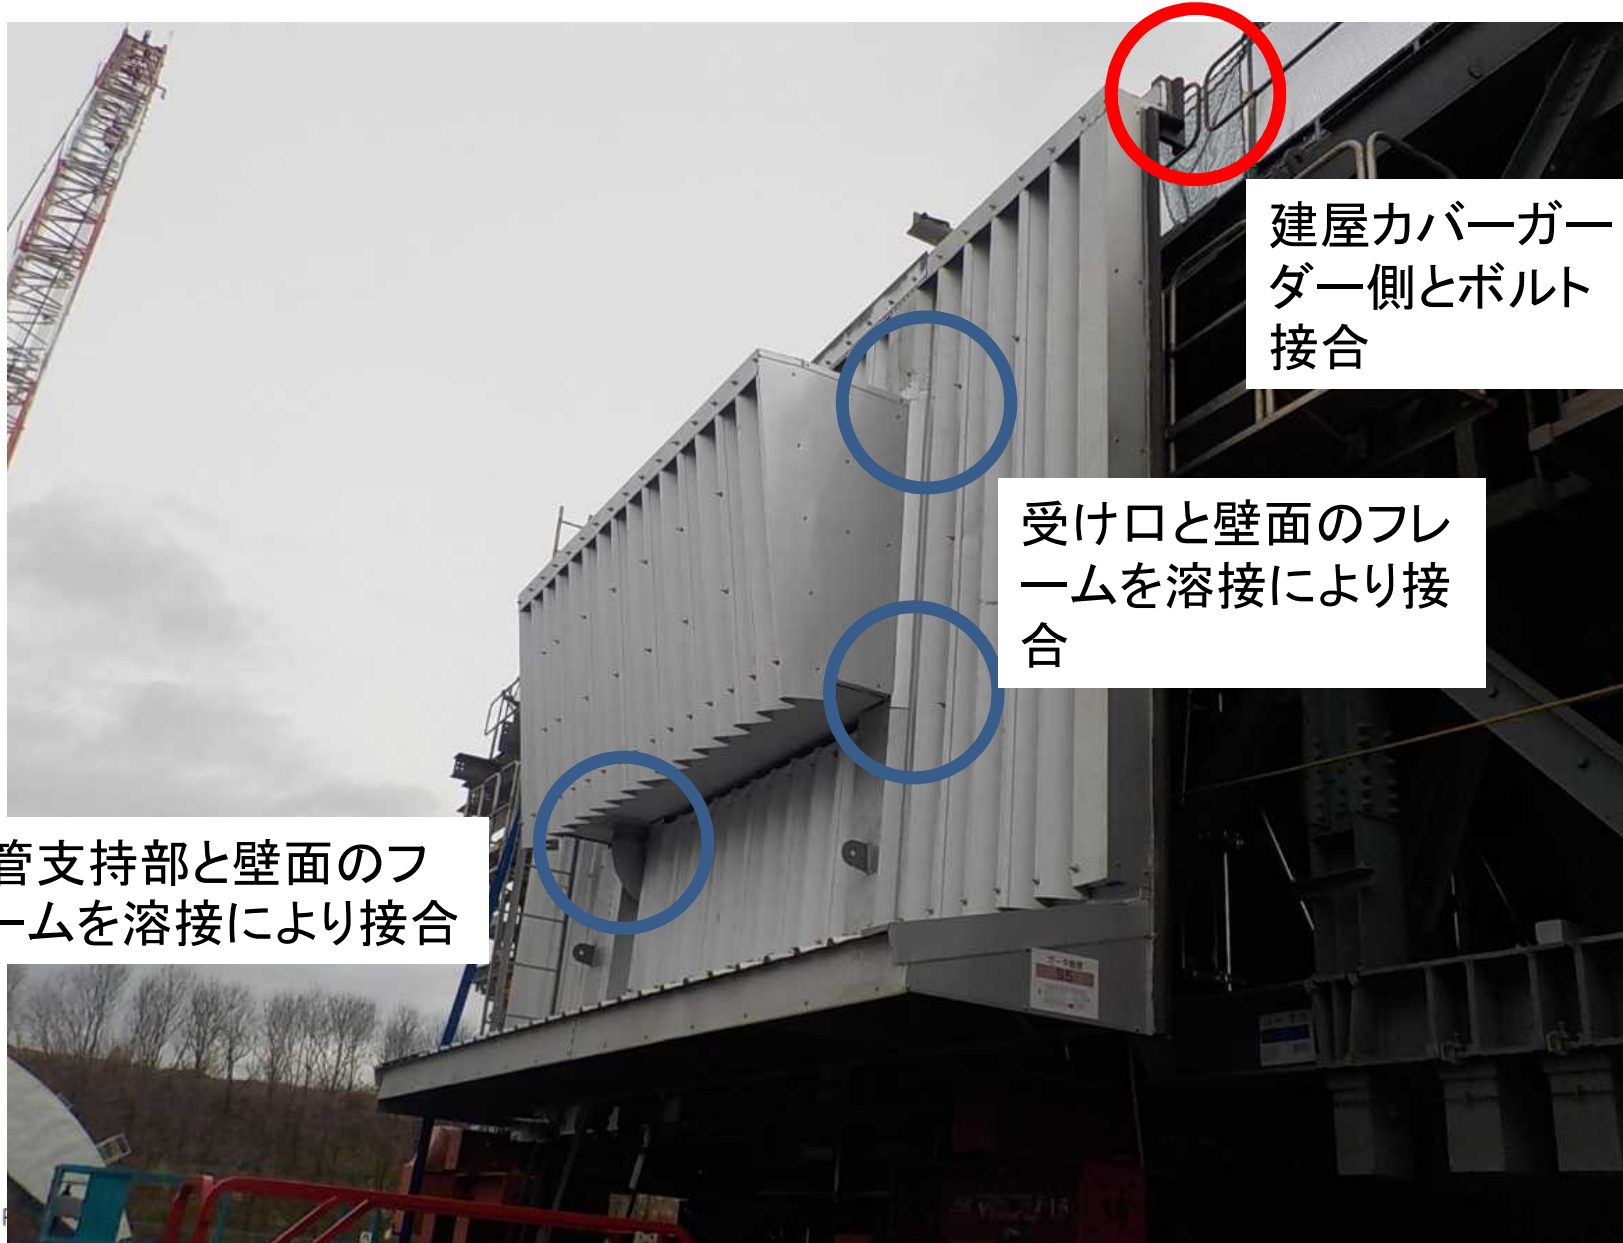 建屋カバーガー
ダー側とボルト
接合
受け口と壁面のフレ
ームを溶接により接
合
管支持部と壁面のフ
ームを溶接により接合